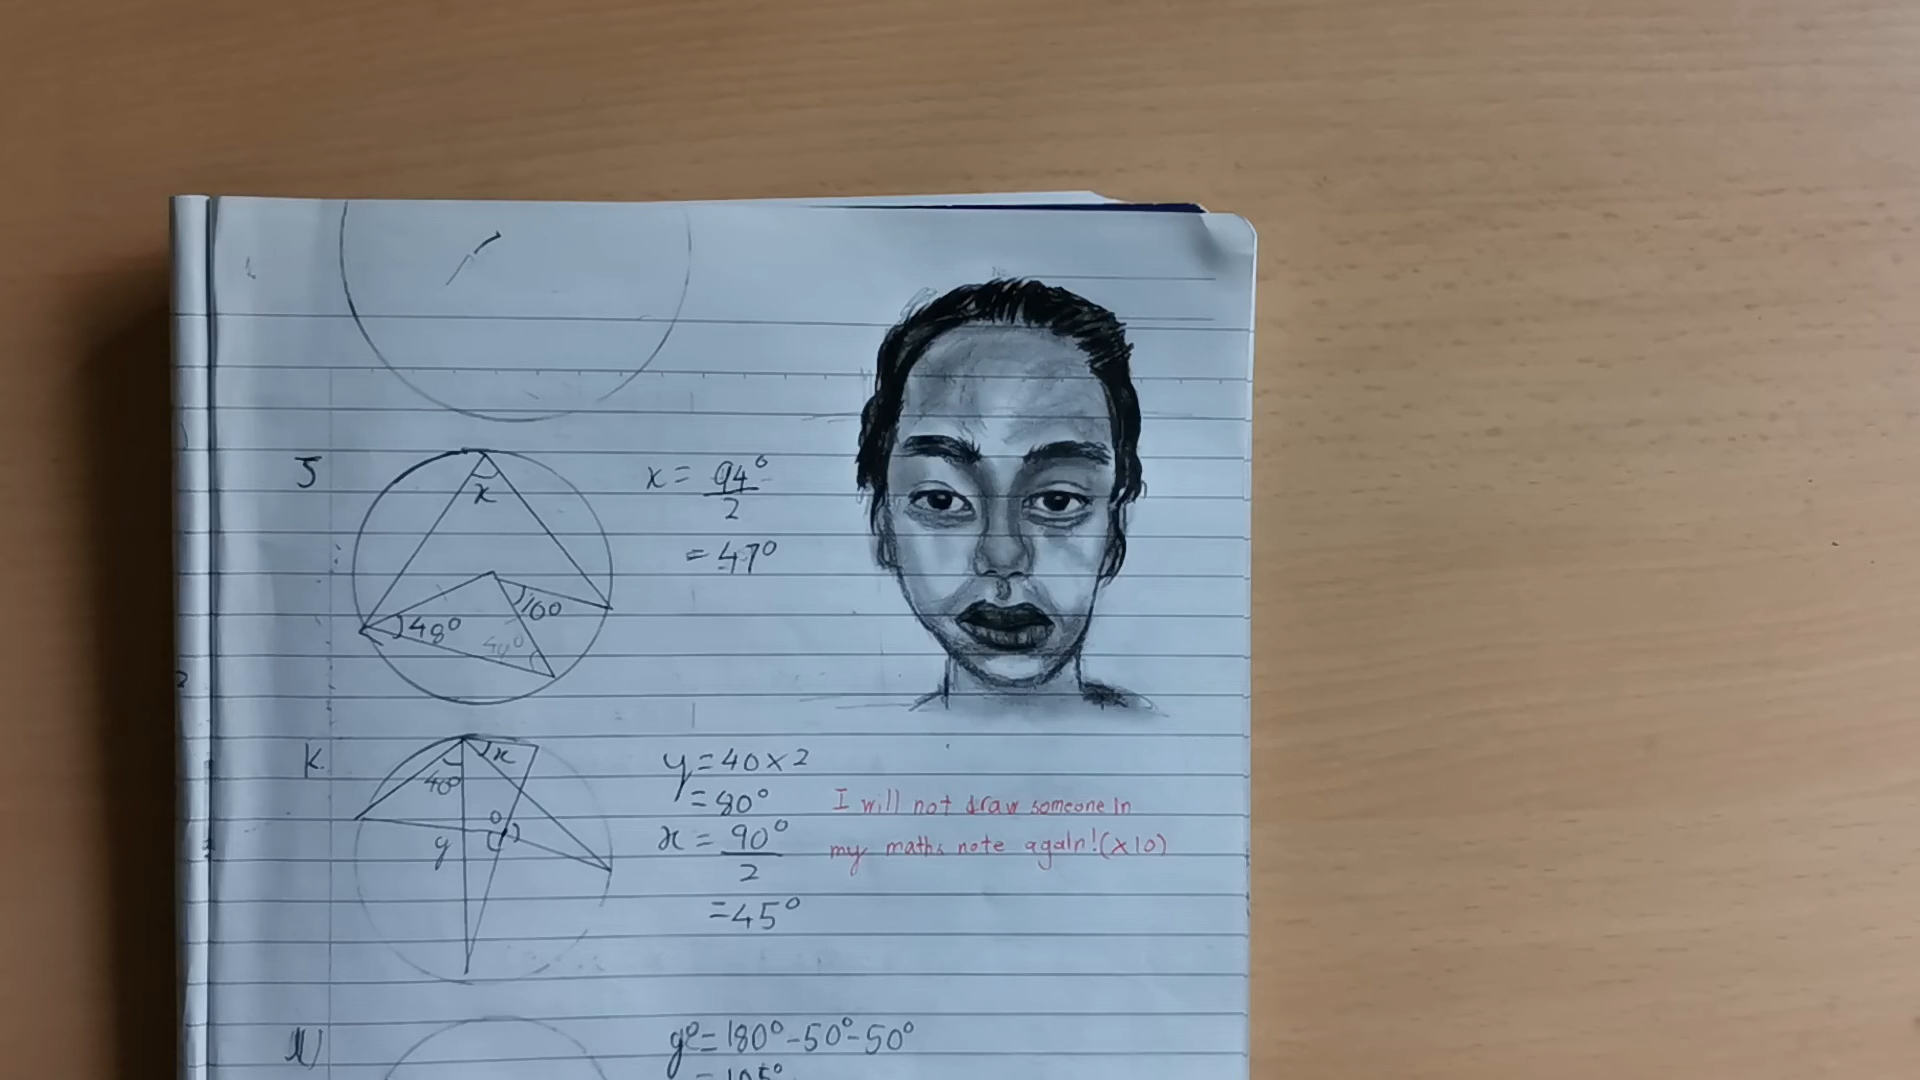 J
x
48°
100
40°
x = 94°
2
= 47°
K
40°
x
o
y
y = 40 x 2
= 80°
x = 90°
2
= 45°
I will not draw someone in
my maths note again! (x10)
M
180° - 50° - 50°